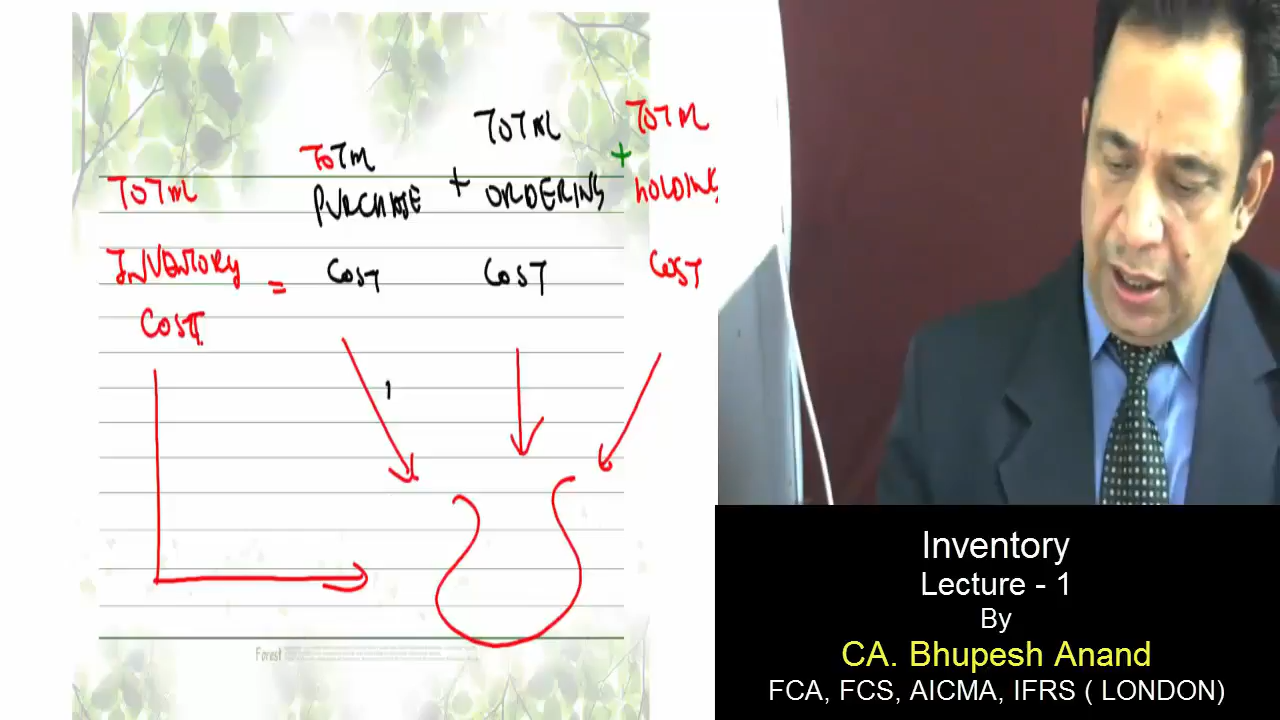 TOTAL
TOTAL
TOTAL
TOTAL
PURCHASE + ORDERING + HOLDING
INVENTORY = COST COST COST
COST
Forest
Inventory
Lecture - 1
By
CA. Bhupesh Anand
FCA, FCS, AICMA, IFRS ( LONDON)